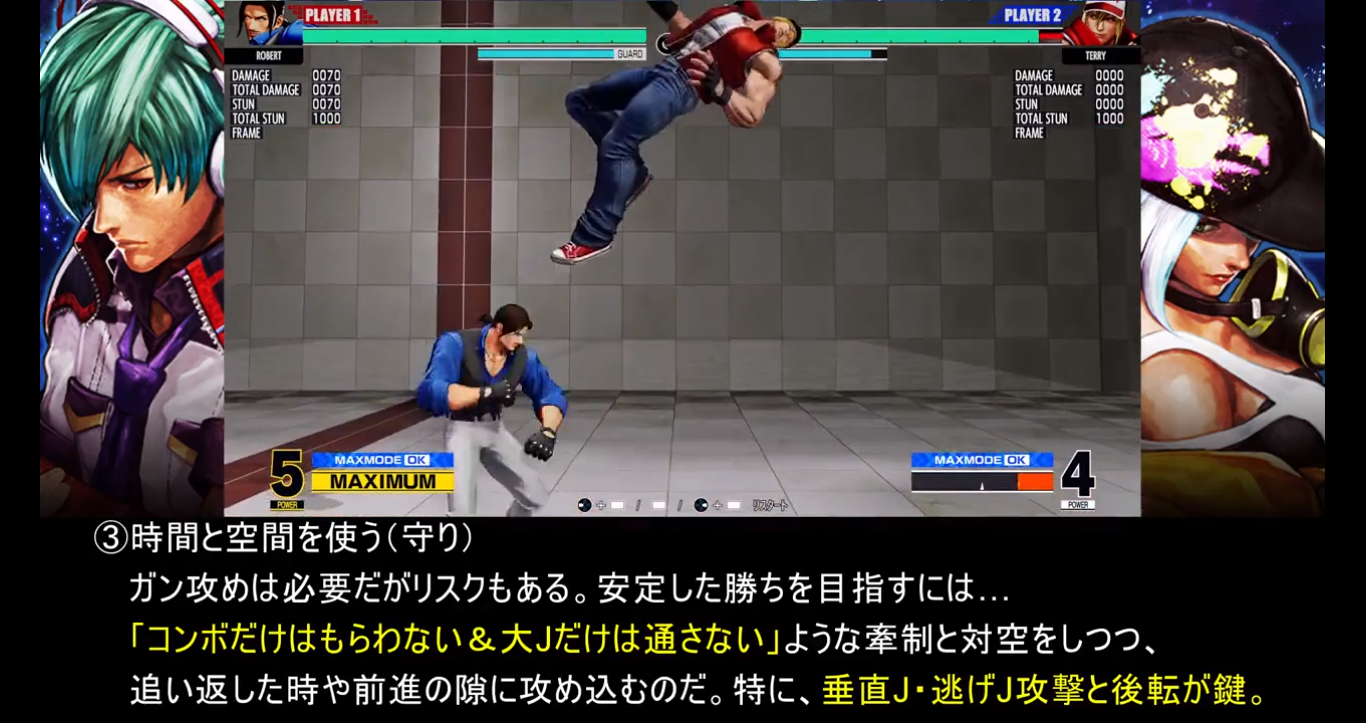 PLAYER 1
PLAYER 2
ROBERT
GUARD
TERRY
DAMAGE 0070
TOTAL DAMAGE 0070
STUN 0070
TOTAL STUN 1000
FRAME
DAMAGE 0000
TOTAL DAMAGE 0000
STUN 0000
TOTAL STUN 1000
FRAME
5
POWER
MAXMODE OK
MAXIMUM
MAXMODE OK
4
POWER
+ / / + リスタート
③時間と空間を使う(守り)
ガン攻めは必要だがリスクもある。安定した勝ちを目指すには…
「コンボだけはもらわない&大Jだけは通さない」ような牽制と対空をしつつ、
追い返した時や前進の隙に攻め込むのだ。特に、垂直J・逃げJ攻撃と後転が鍵。